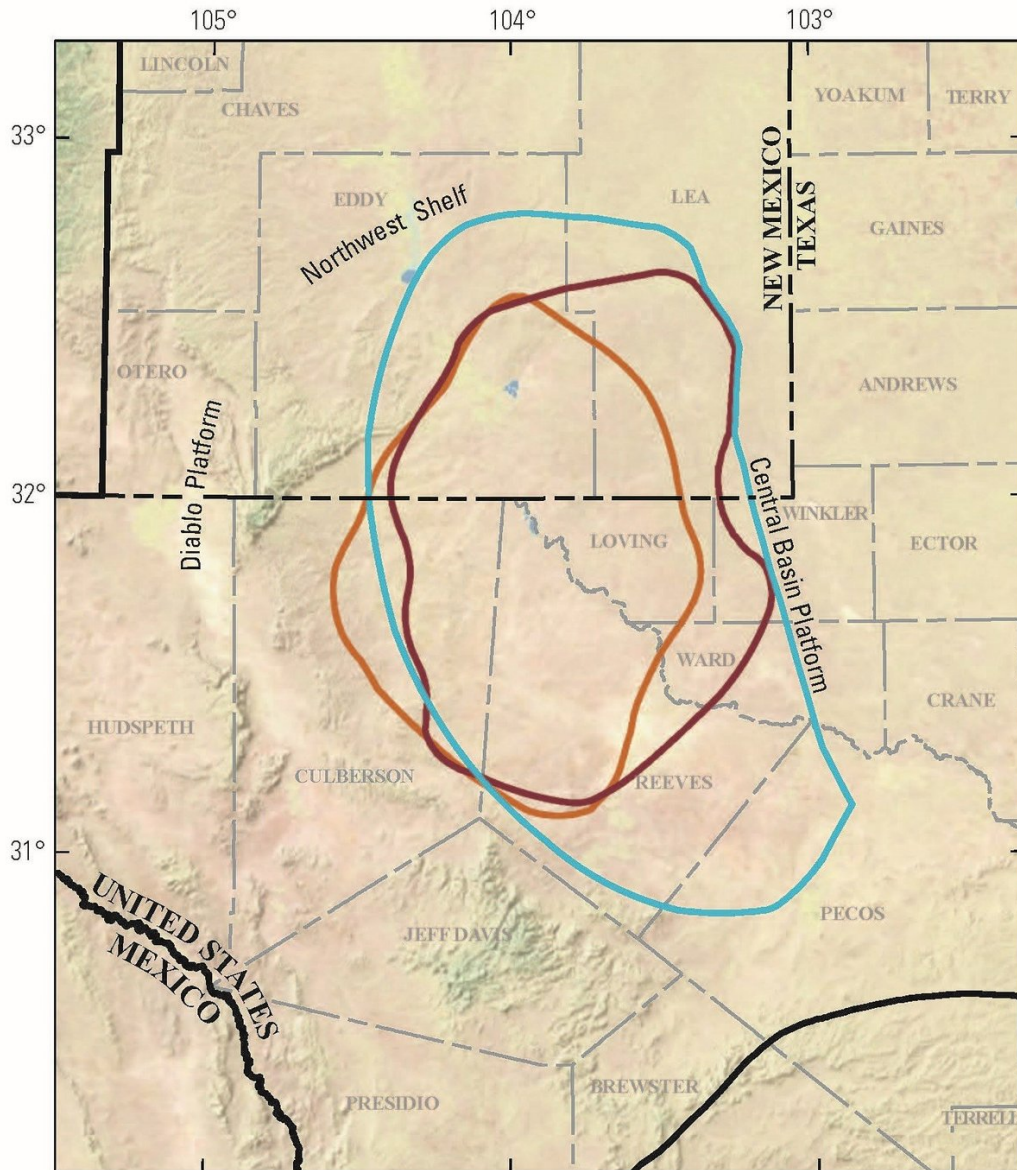 105°
104°
103°
LINCOLN
CHAVES
YOAKUM
TERRY
33°
EDDY
Northwest Shelf
LEA
NEW MEXICO
TEXAS
GAINES
OTERO
ANDREWS
Diablo Platform
32°
Central Basin Platform
LOVING
WINKLER
ECTOR
WARD
CRANE
HUDSPETH
CULBERSON
REEVES
31°
UNITED STATES
MEXICO
JEFF DAVIS
PECOS
PRESIDIO
BREWSTER
TERRELL